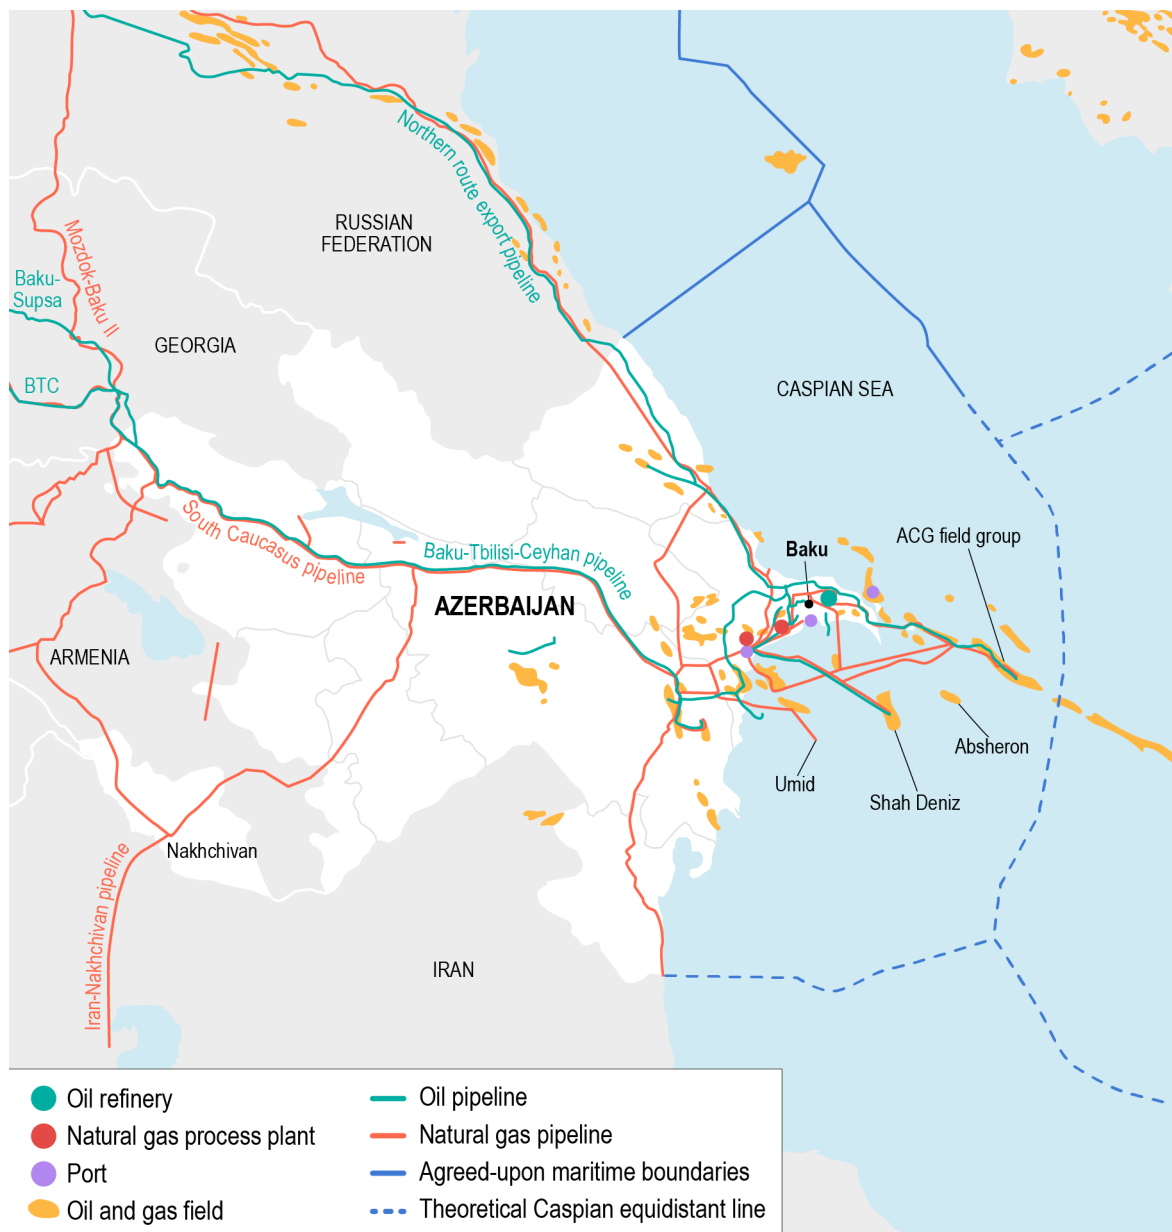 Northern route export pipeline
RUSSIAN
FEDERATION
Mozdok-Baku II
Baku-
Supsa
GEORGIA
BTC
CASPIAN SEA
South Caucasus pipeline
Baku-Tbilisi-Ceyhan pipeline
ACG field group
Baku
AZERBAIJAN
ARMENIA
Absheron
Umid
Shah Deniz
Nakhchivan
Iran-Nakhchivan pipeline
IRAN
Oil refinery
Natural gas process plant
Port
Oil and gas field
Oil pipeline
Natural gas pipeline
Agreed-upon maritime boundaries
Theoretical Caspian equidistant line